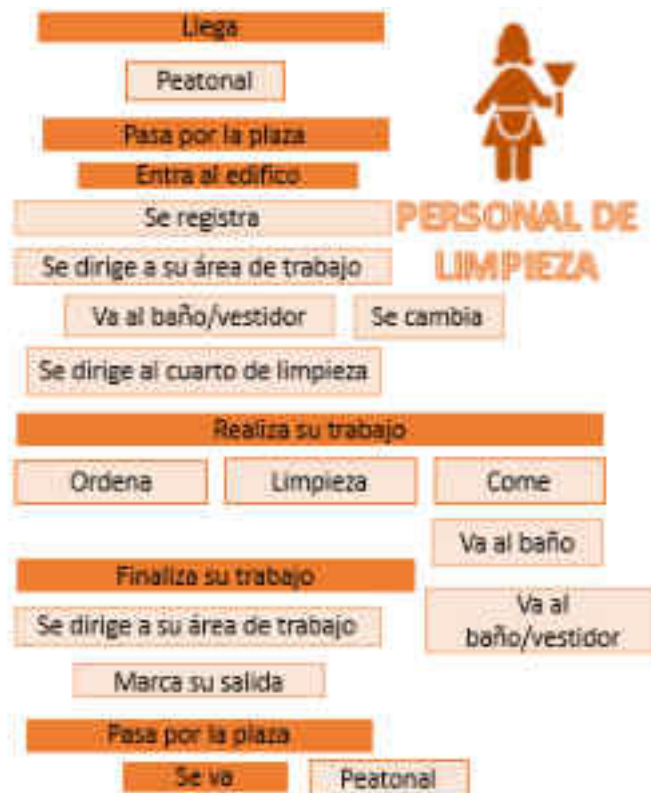 Llega
Peatonal
Pasa por la plaza
Entra al edifico
Se registra
PERSONAL DE
LIMPIEZA
Se dirige a su área de trabajo
Va al baño/vestidor
Se cambia
Se dirige al cuarto de limpieza
Realiza su trabajo
Ordena
Limpieza
Come
Va al baño
Finaliza su trabajo
Va al
baño/vestidor
Se dirige a su área de trabajo
Marca su salida
Pasa por la plaza
Se va
Peatonal